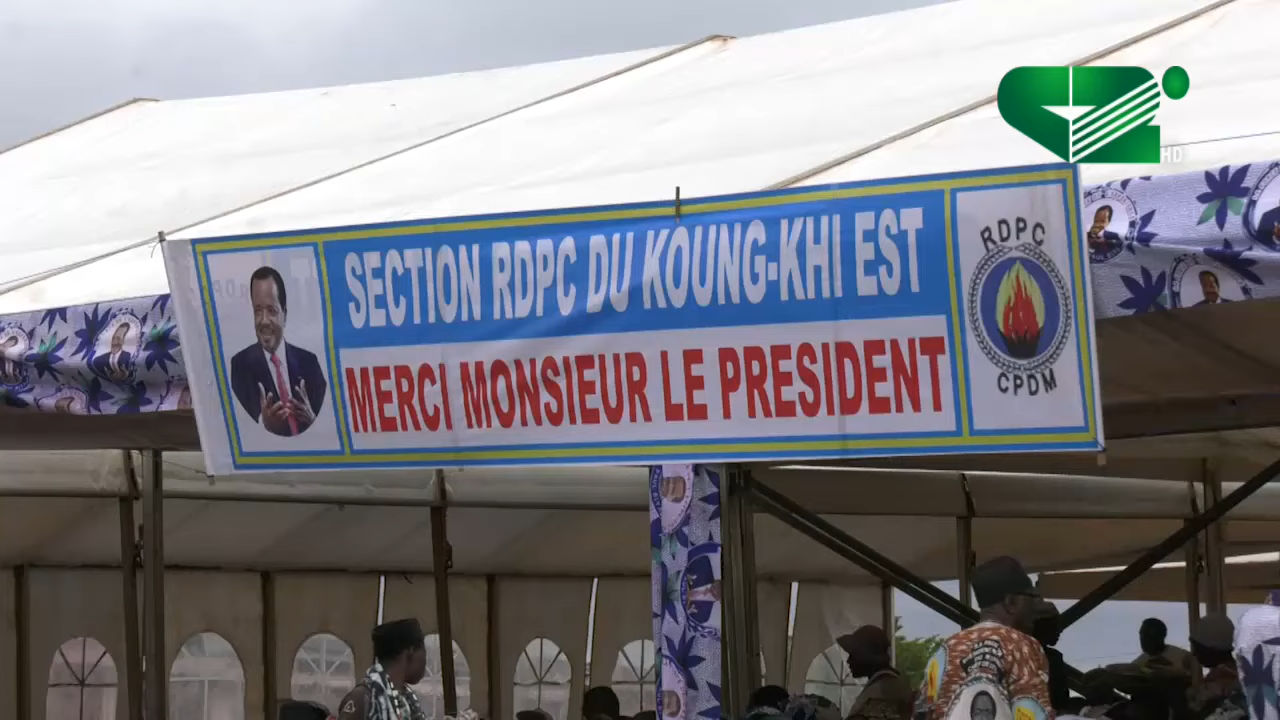 HD
SECTION RDPC DU KOUNG-KHI EST
MERCI MONSIEUR LE PRESIDENT
RDPC
CPDM